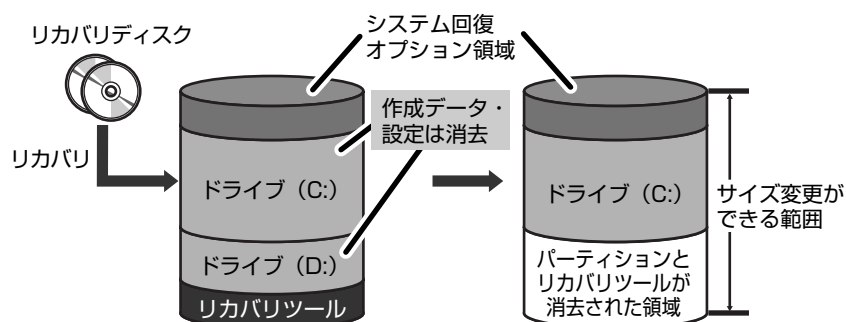 リカバリディスク
システム回復
オプション領域
作成データ・
設定は消去
リカバリ
ドライブ（C:）
ドライブ（D:）
リカバリツール
ドライブ（C:）
パーティションと
リカバリツールが
消去された領域
サイズ変更が
できる範囲